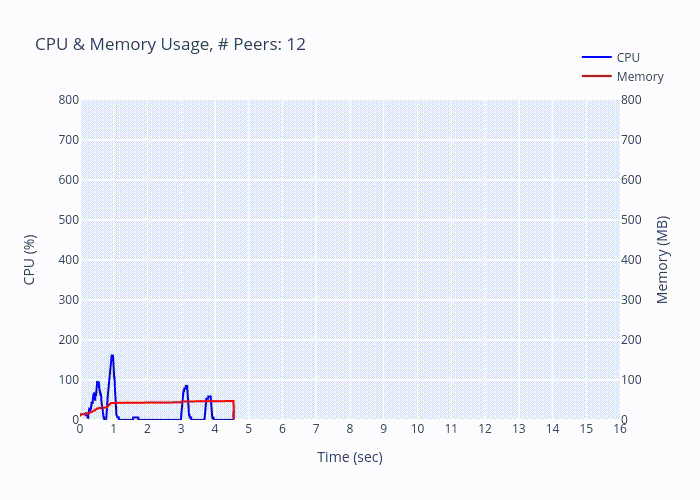 CPU & Memory Usage, # Peers: 12
CPU
Memory
800
700
600
500
400
300
200
100
0
CPU (%)
800
700
600
500
400
300
200
100
0
Memory (MB)
0 1 2 3 4 5 6 7 8 9 10 11 12 13 14 15 16
Time (sec)